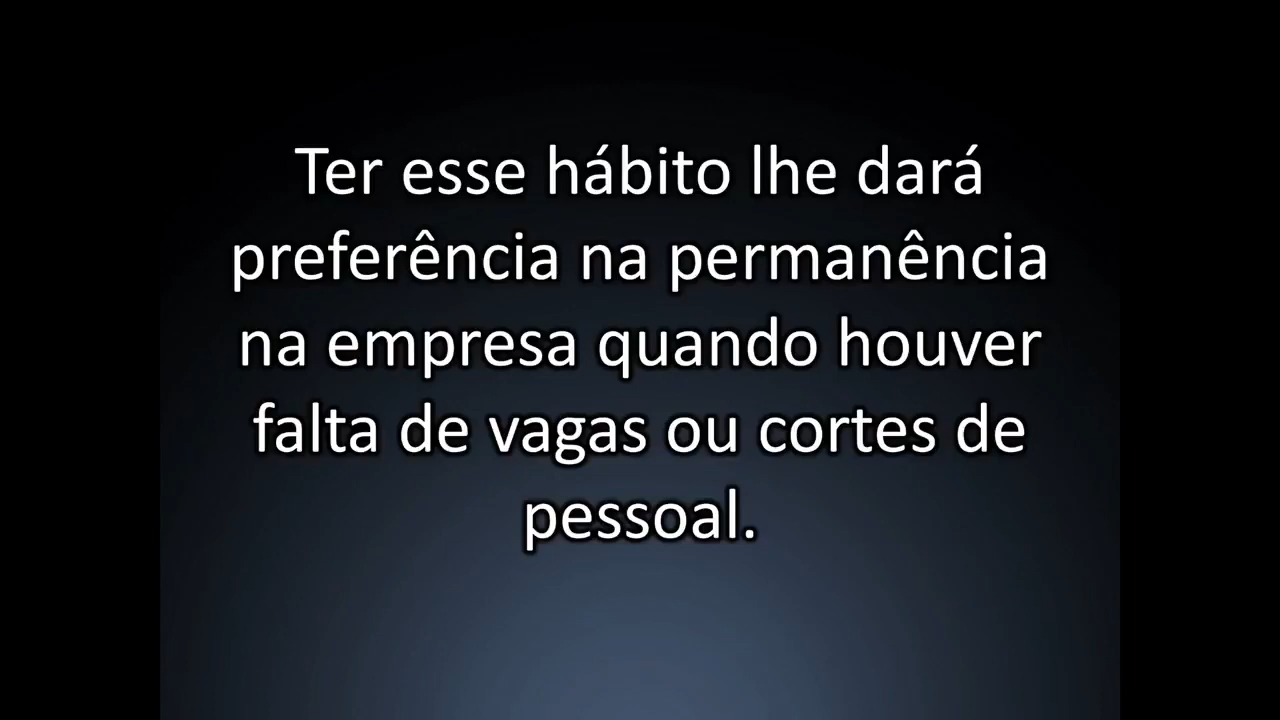 Ter esse hábito lhe dará
preferência na permanência
na empresa quando houver
falta de vagas ou cortes de
pessoal.